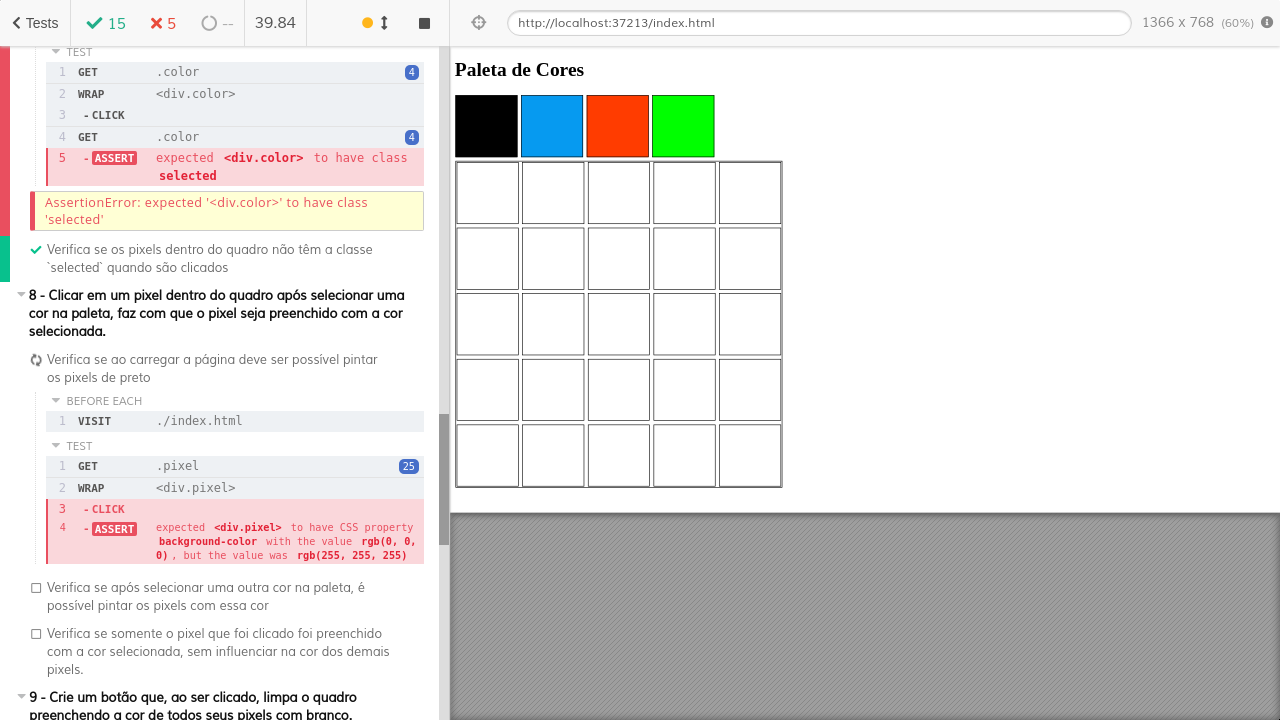 Tests 15 5 -- 39.84
http://localhost:37213/index.html 1366 x 768 (60%)
TEST
1 GET .color 4
2 WRAP <div.color>
3 - CLICK
4 GET .color 4
5 - ASSERT expected <div.color> to have class
selected
AssertionError: expected '<div.color>' to have class
'selected'
Verifica se os pixels dentro do quadro não têm a classe
`selected` quando são clicados
8 - Clicar em um pixel dentro do quadro após selecionar uma
cor na paleta, faz com que o pixel seja preenchido com a cor
selecionada.
Verifica se ao carregar a página deve ser possível pintar
os pixels de preto
BEFORE EACH
1 VISIT ./index.html
TEST
1 GET .pixel 25
2 WRAP <div.pixel>
3 - CLICK
4 - ASSERT expected <div.pixel> to have CSS property
background-color with the value rgb(0, 0,
0), but the value was rgb(255, 255, 255)
Verifica se após selecionar uma outra cor na paleta, é
possível pintar os pixels com essa cor
Verifica se somente o pixel que foi clicado foi preenchido
com a cor selecionada, sem influenciar na cor dos demais
pixels.
9 - Crie um botão que, ao ser clicado, limpa o quadro
preenchendo a cor de todos seus pixels com branco.
Paleta de Cores